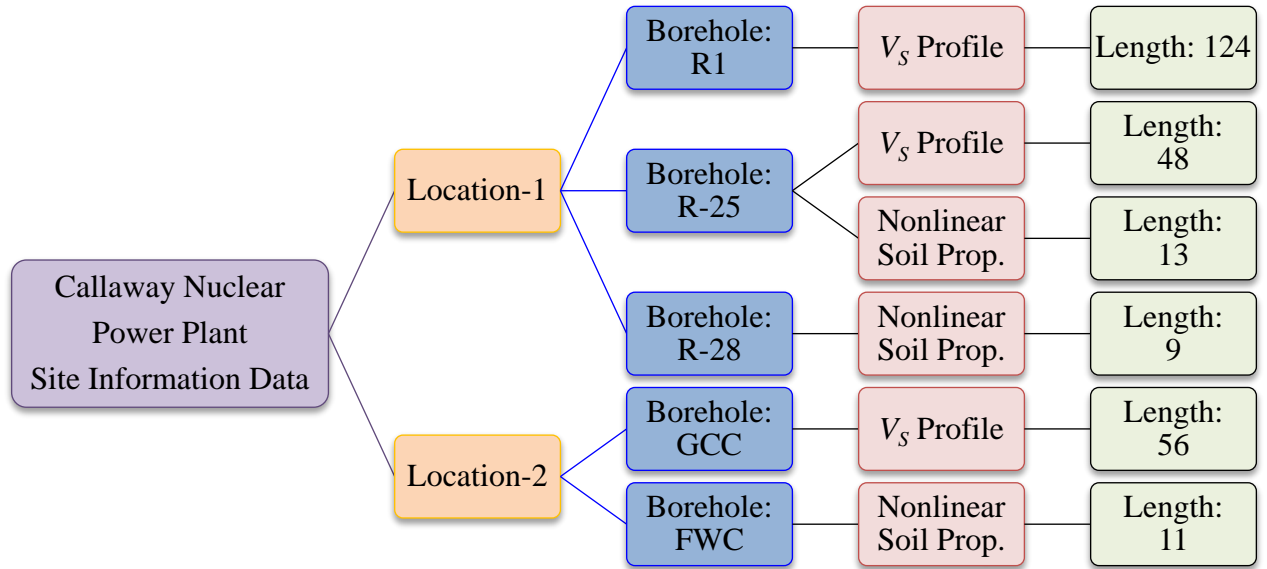 Callaway Nuclear
Power Plant
Site Information Data
Location-1
Borehole:
R1
V_S Profile
Length: 124
Borehole:
R-25
V_S Profile
Length:
48
Nonlinear
Soil Prop.
Length:
13
Borehole:
R-28
Nonlinear
Soil Prop.
Length:
9
Location-2
Borehole:
GCC
V_S Profile
Length:
56
Borehole:
FWC
Nonlinear
Soil Prop.
Length:
11